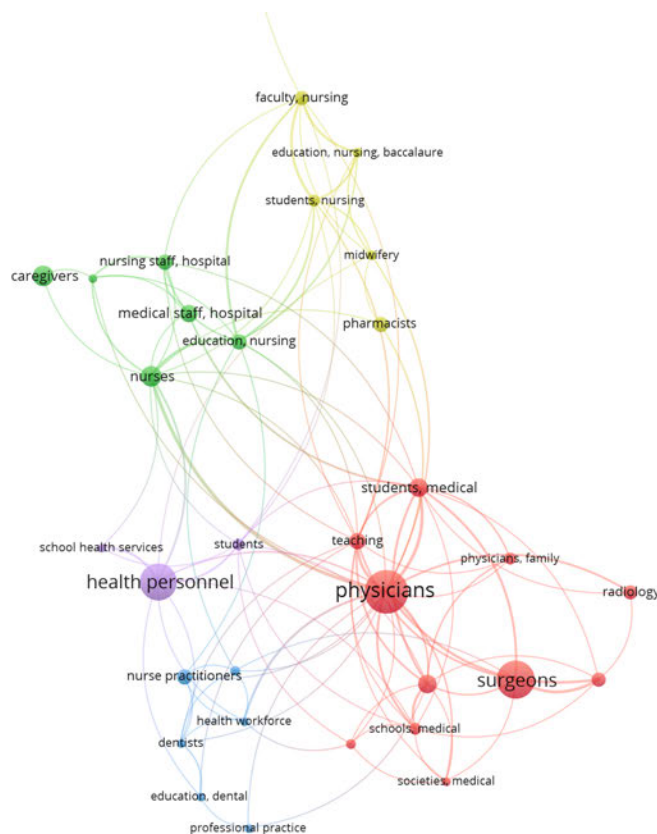 faculty, nursing
education, nursing, baccalaure
students, nursing
midwifery
nursing staff, hospital
caregivers
medical staff, hospital
pharmacists
education, nursing
nurses
students, medical
teaching
students
school health services
physicians, family
health personnel
physicians
radiology
nurse practitioners
surgeons
health workforce
schools, medical
dentists
societies, medical
education, dental
professional practice